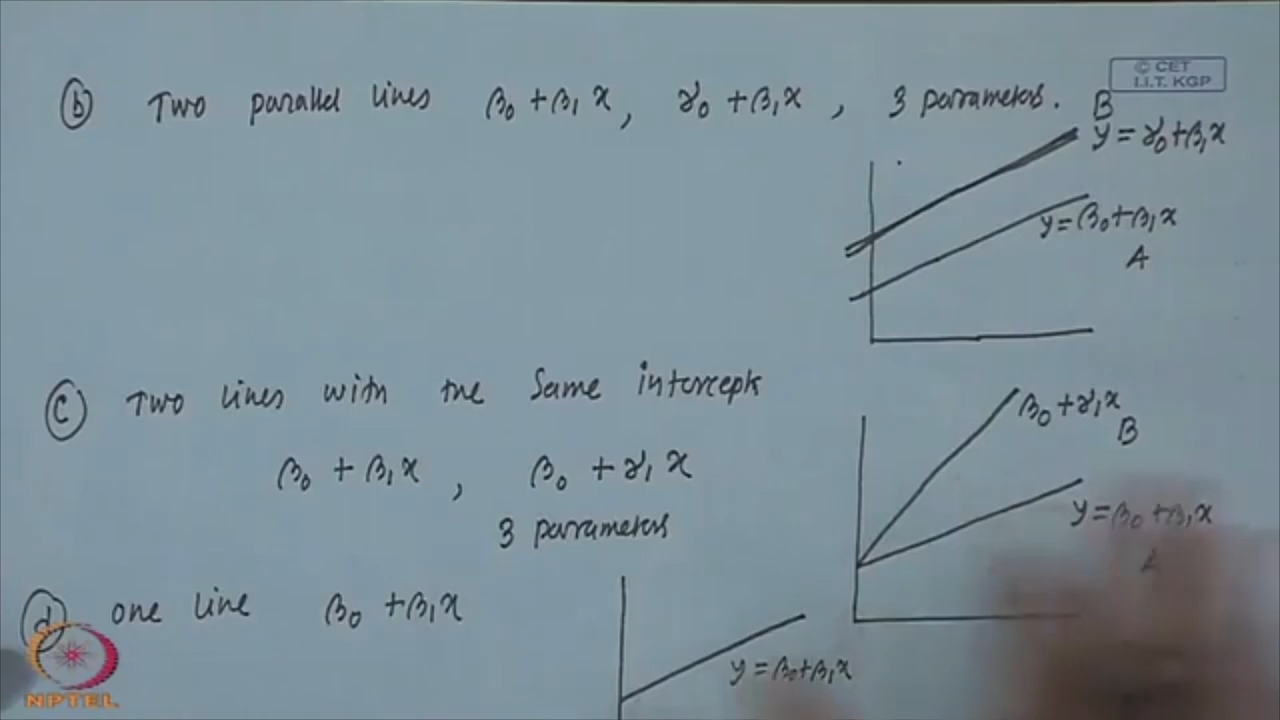 © CET
I.I.T. KGP
(b) Two parallel lines β₀ + β₁x, γ₀ + β₁x, 3 parameters.
B
y = γ₀ + β₁x
y = β₀ + β₁x
A
(c) Two lines with the same intercept
β₀ + β₁x, β₀ + γ₁x
3 parameters
β₀ + γ₁x
B
y = β₀ + β₁x
A
(d) one line β₀ + β₁x
y = β₀ + β₁x
NPTEL